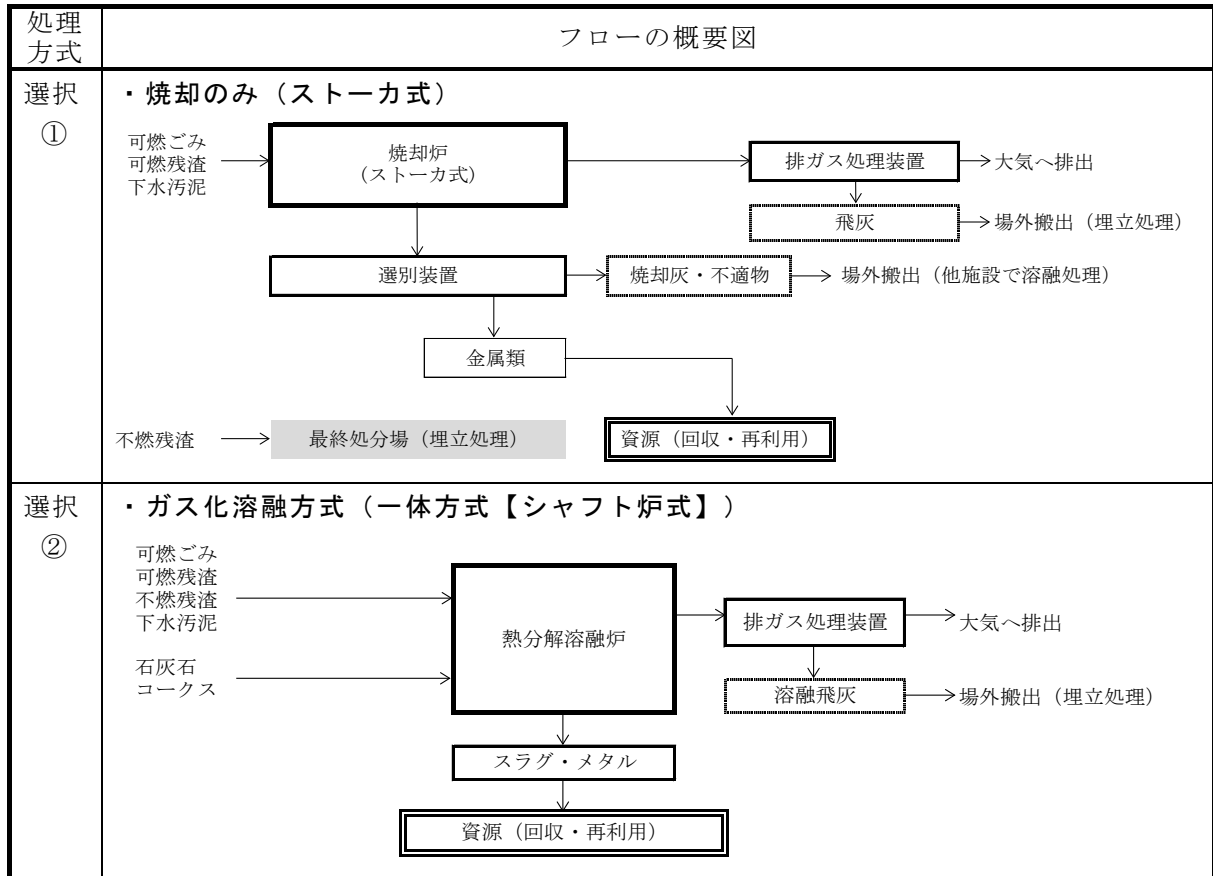 処理
方式
フローの概要図
選択
①
・焼却のみ（ストーカ式）
可燃ごみ
可燃残渣
下水汚泥
焼却炉
（ストーカ式）
排ガス処理装置
大気へ排出
飛灰
場外搬出（埋立処理）
選別装置
焼却灰・不適物
場外搬出（他施設で溶融処理）
金属類
不燃残渣
最終処分場（埋立処理）
資源（回収・再利用）
選択
②
・ガス化溶融方式（一体方式【シャフト炉式】）
可燃ごみ
可燃残渣
不燃残渣
下水汚泥
石灰石
コークス
熱分解溶融炉
排ガス処理装置
大気へ排出
溶融飛灰
場外搬出（埋立処理）
スラグ・メタル
資源（回収・再利用）